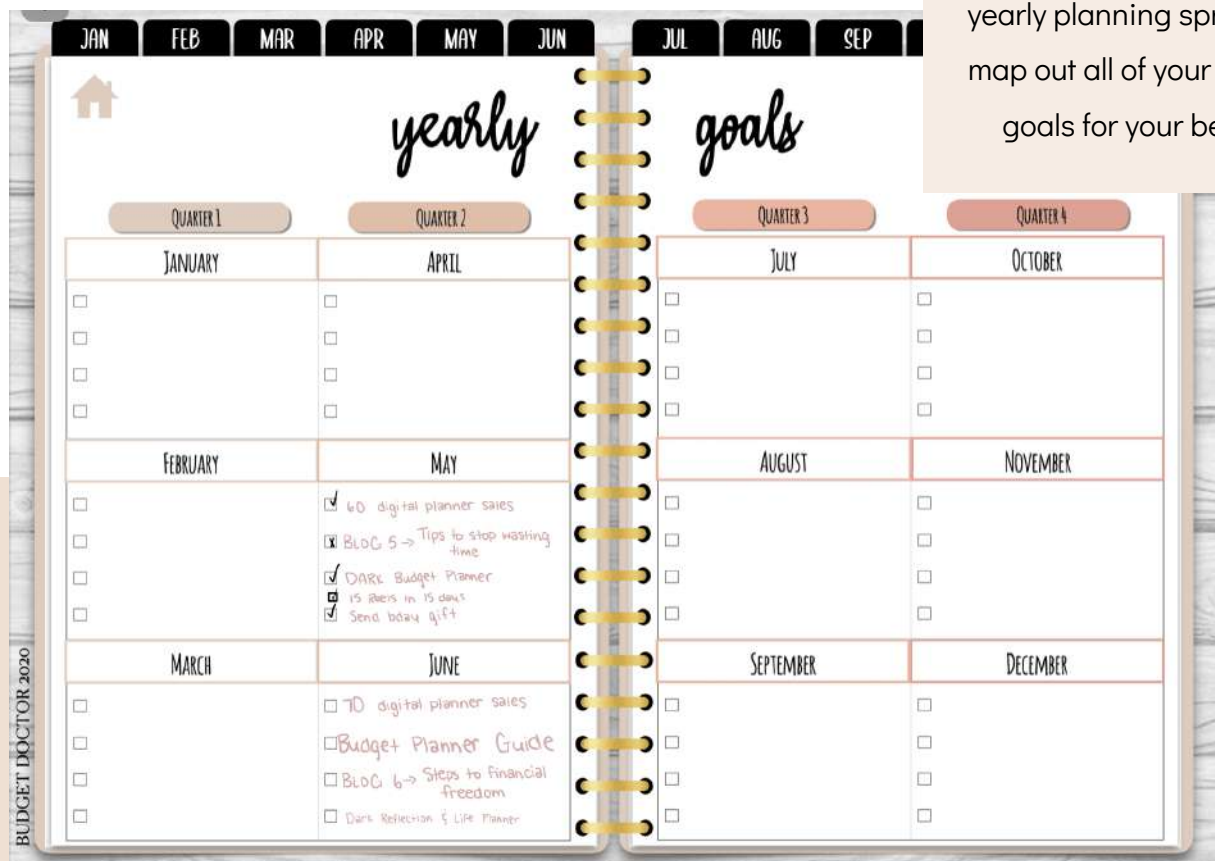 yearly planning
map out all of your
goals for your
JAN FEB MAR APR MAY JUN JUL AUG SEP
yearly goals
QUARTER 1 QUARTER 2 QUARTER 3 QUARTER 4
JANUARY APRIL JULY OCTOBER
FEBRUARY MAY AUGUST NOVEMBER
✓ 60 digital planner sales
x BLOG 5 → Tips to stop wasting
time
✓ DARK Budget Planner
15 Reels in 15 days
✓ Send bday gift
MARCH JUNE SEPTEMBER DECEMBER
70 digital planner sales
Budget Planner Guide
BLOG 6 → Steps to financial
freedom
Dark Reflection & Life Planner
BUDGET DOCTOR 2020